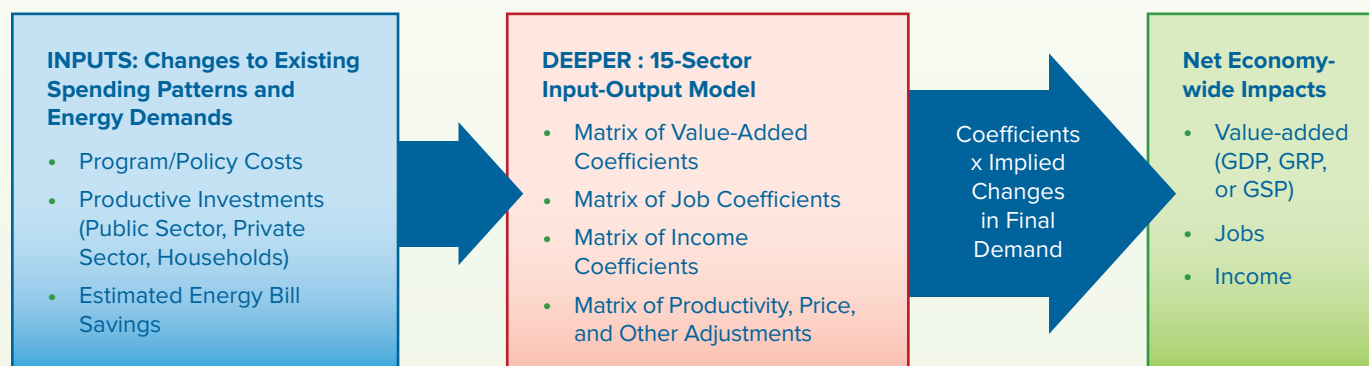 INPUTS: Changes to Existing
Spending Patterns and
Energy Demands
• Program/Policy Costs
• Productive Investments
(Public Sector, Private
Sector, Households)
• Estimated Energy Bill
Savings
DEEPER : 15-Sector
Input-Output Model
• Matrix of Value-Added
Coefficients
• Matrix of Job Coefficients
• Matrix of Income
Coefficients
• Matrix of Productivity, Price,
and Other Adjustments
Coefficients
x Implied
Changes
in Final
Demand
Net Economy-
wide Impacts
• Value-added
(GDP, GRP,
or GSP)
• Jobs
• Income